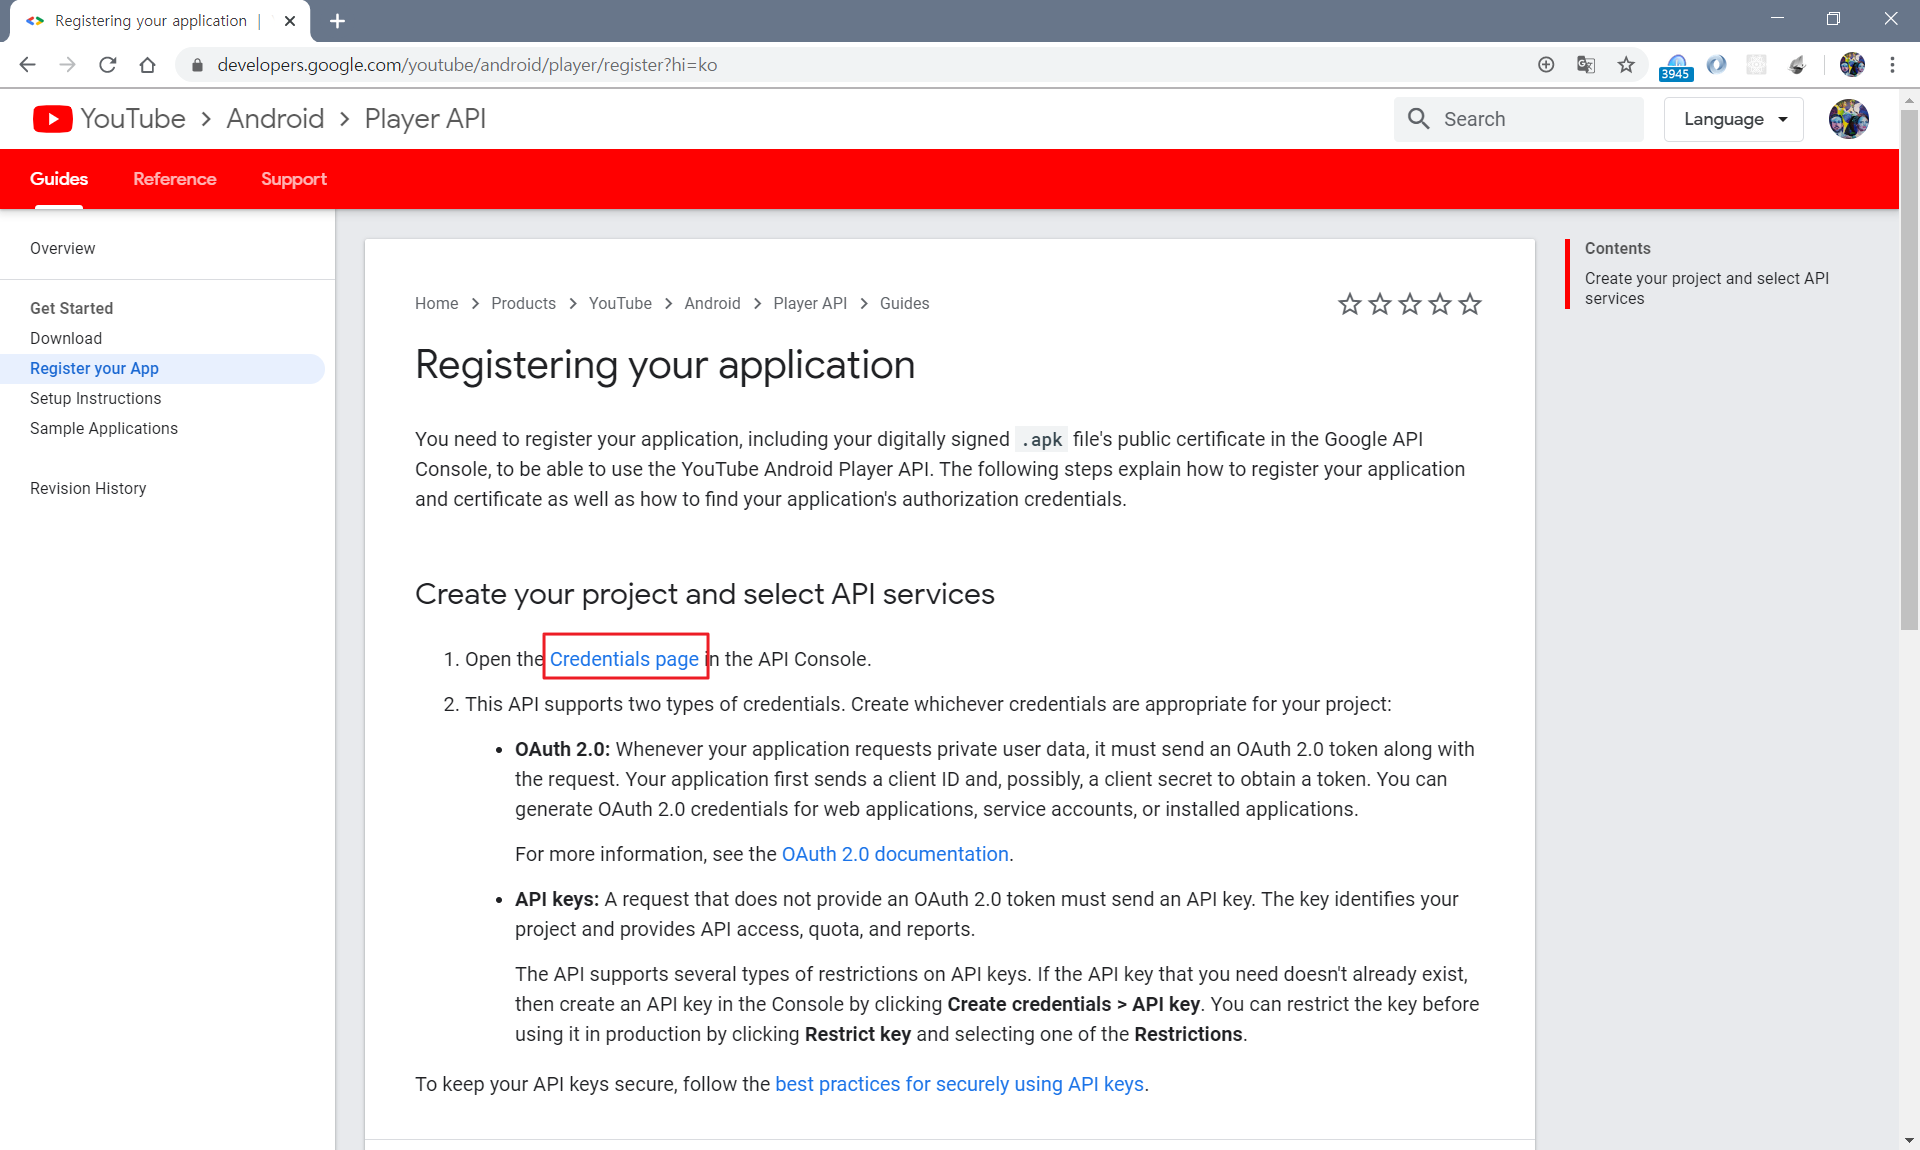 Registering your application |
developers.google.com/youtube/android/player/register?hi=ko
3945
YouTube > Android > Player API
Search
Language
Guides
Reference
Support
Overview
Get Started
Download
Register your App
Setup Instructions
Sample Applications
Revision History
Home > Products > YouTube > Android > Player API > Guides
Registering your application
You need to register your application, including your digitally signed .apk file's public certificate in the Google API
Console, to be able to use the YouTube Android Player API. The following steps explain how to register your application
and certificate as well as how to find your application's authorization credentials.
Create your project and select API services
1. Open the Credentials page in the API Console.
2. This API supports two types of credentials. Create whichever credentials are appropriate for your project:
• OAuth 2.0: Whenever your application requests private user data, it must send an OAuth 2.0 token along with
the request. Your application first sends a client ID and, possibly, a client secret to obtain a token. You can
generate OAuth 2.0 credentials for web applications, service accounts, or installed applications.
For more information, see the OAuth 2.0 documentation.
• API keys: A request that does not provide an OAuth 2.0 token must send an API key. The key identifies your
project and provides API access, quota, and reports.
The API supports several types of restrictions on API keys. If the API key that you need doesn't already exist,
then create an API key in the Console by clicking Create credentials > API key. You can restrict the key before
using it in production by clicking Restrict key and selecting one of the Restrictions.
To keep your API keys secure, follow the best practices for securely using API keys.
Contents
Create your project and select API
services